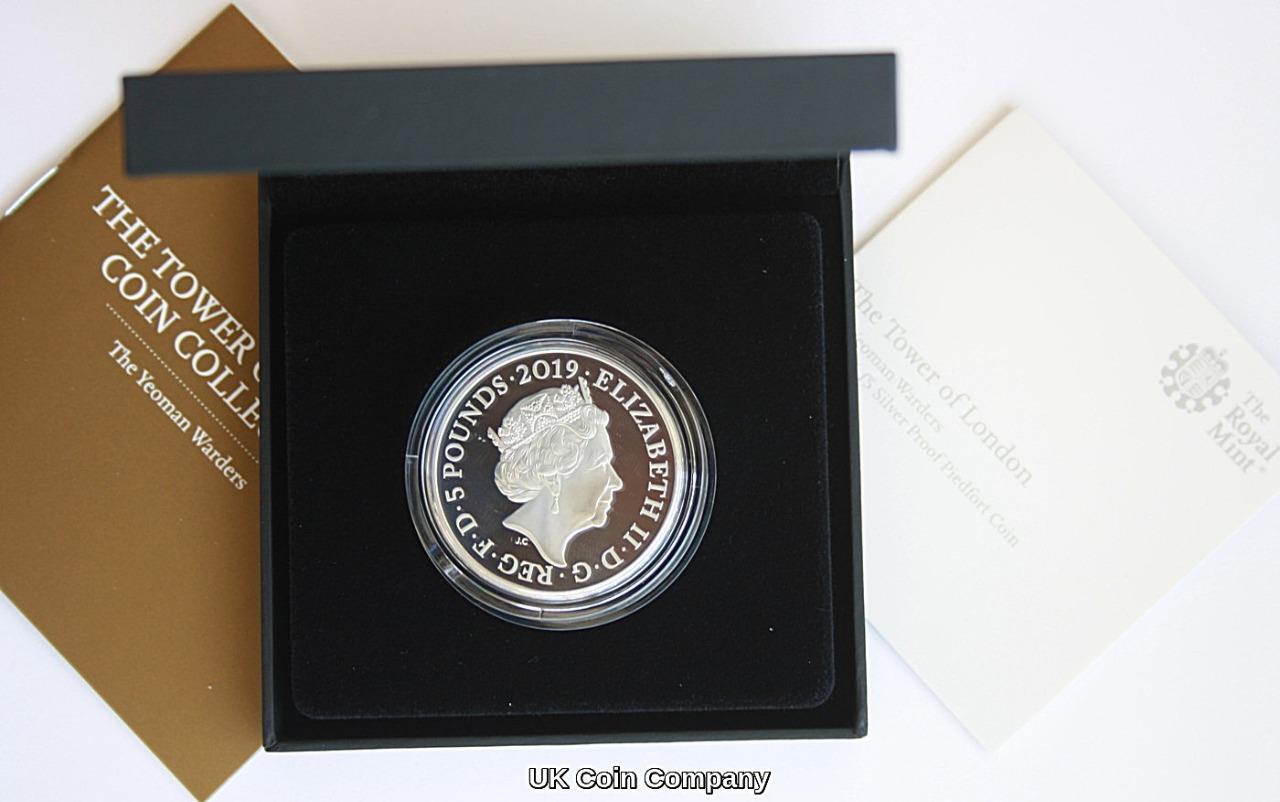 THE TOWER
COIN COLLE
The Yeoman Warders
5 POUNDS · 2019 · ELIZABETH II · D · G · REG · F · D ·
J.C
The Tower of London
eoman Warders
£5 Silver Proof Piedfort Coin
The
Royal
Mint
UK Coin Company